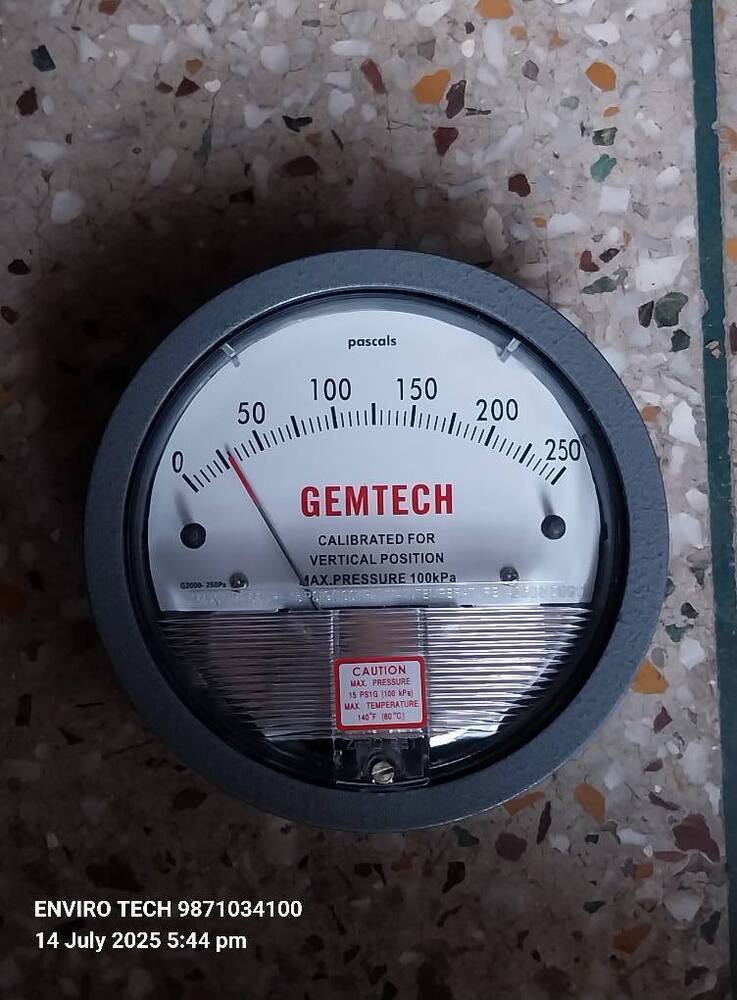 pascals
0 50 100 150 200 250
GEMTECH
CALIBRATED FOR
VERTICAL POSITION
MAX.PRESSURE 100kPa
G2000-250Pa
CAUTION
MAX. PRESSURE
15 PS1G (100 kPa)
MAX. TEMPERATURE
140°F (60°C)
ENVIRO TECH 9871034100
14 July 2025 5:44 pm